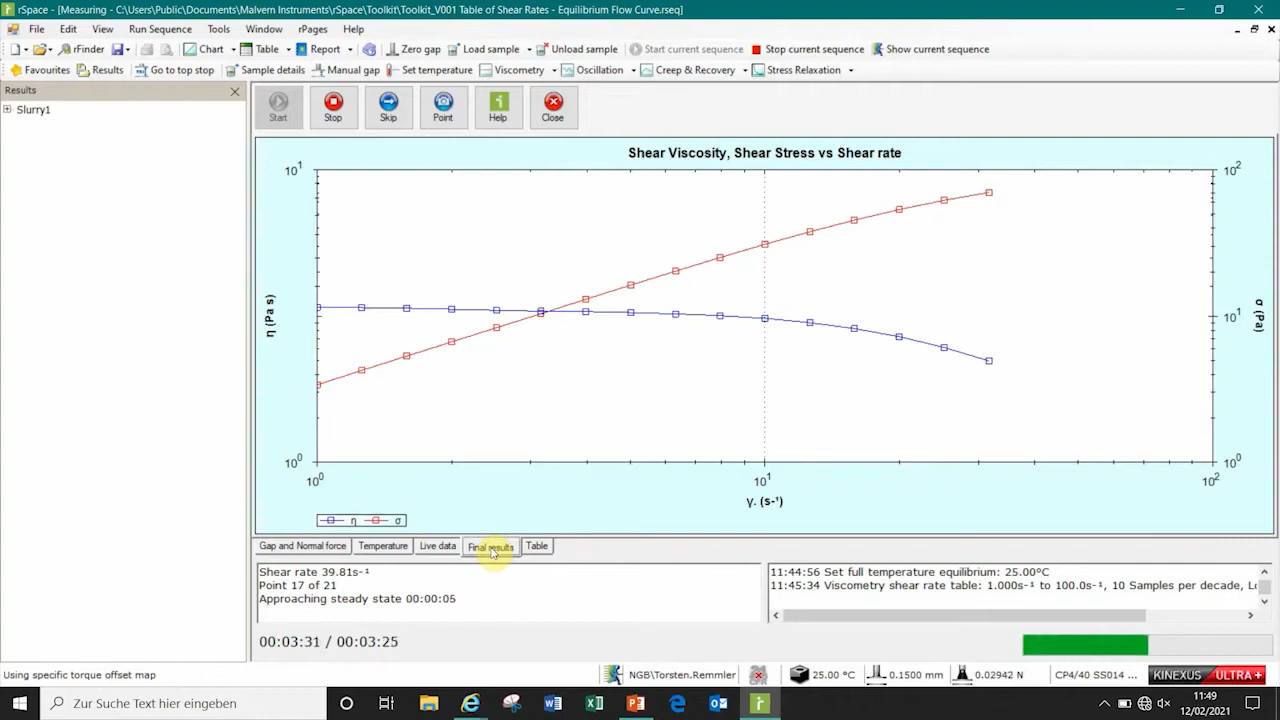 rSpace - [Measuring - C:\Users\Public\Documents\Malvern Instruments\rSpace\Toolkit\Toolkit_V001 Table of Shear Rates - Equilibrium Flow Curve.rseq]
File Edit View Run Sequence Tools Window rPages Help
rFinder Chart Table Report Zero gap Load sample Unload sample Start current sequence Stop current sequence Show current sequence
Favourites Results Go to top stop Sample details Manual gap Set temperature Viscometry Oscillation Creep & Recovery Stress Relaxation
Results
Slurry1
Start Stop Skip Point Help Close
Shear Viscosity, Shear Stress vs Shear rate
10¹ 10²
η (Pa s)
10¹
σ (Pa)
10⁰ 10⁰
10⁰ 10¹ 10²
γ. (s-¹)
η σ
Gap and Normal force Temperature Live data Final results Table
Shear rate 39.81s-¹
Point 17 of 21
Approaching steady state 00:00:05
11:44:56 Set full temperature equilibrium: 25.00°C
11:45:34 Viscometry shear rate table: 1.000s-¹ to 100.0s-¹, 10 Samples per decade,
00:03:31 / 00:03:25
Using specific torque offset map
NGB\Torsten.Remmler 25.00 °C 0.1500 mm 0.02942 N CP4/40 SS014 ... KINEXUS ULTRA +
Zur Suche Text hier eingeben
11:49
12/02/2021